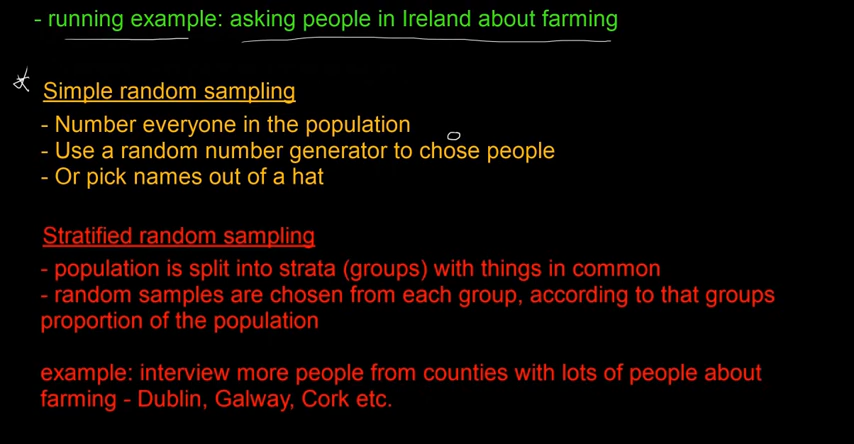 - running example: asking people in Ireland about farming
Simple random sampling
- Number everyone in the population
- Use a random number generator to chose people
- Or pick names out of a hat
Stratified random sampling
- population is split into strata (groups) with things in common
- random samples are chosen from each group, according to that groups
proportion of the population
example: interview more people from counties with lots of people about
farming - Dublin, Galway, Cork etc.